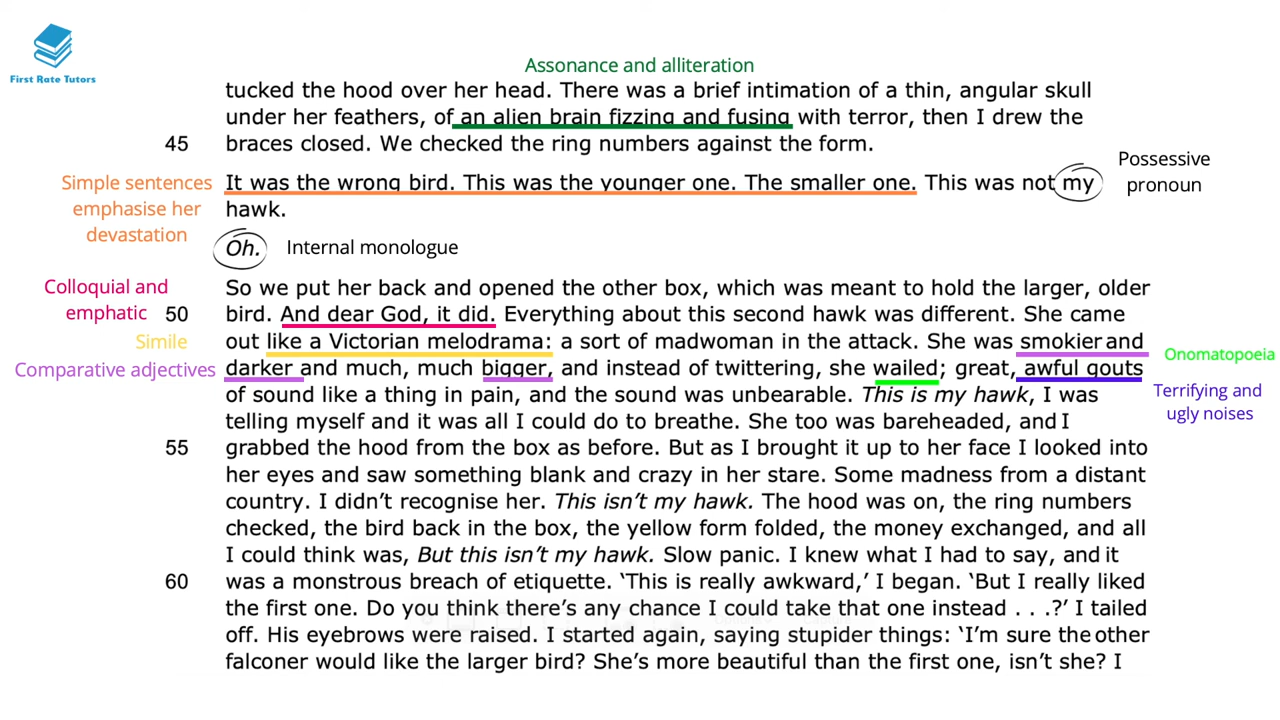 First Rate Tutors
Assonance and alliteration
tucked the hood over her head. There was a brief intimation of a thin, angular skull
under her feathers, of an alien brain fizzing and fusing with terror, then I drew the
45 braces closed. We checked the ring numbers against the form.
Possessive
pronoun
Simple sentences
emphasise her
devastation
It was the wrong bird. This was the younger one. The smaller one. This was not my
hawk.
Oh. Internal monologue
Colloquial and
emphatic
So we put her back and opened the other box, which was meant to hold the larger, older
50 bird. And dear God, it did. Everything about this second hawk was different. She came
Simile
out like a Victorian melodrama: a sort of madwoman in the attack. She was smokier and
Onomatopoeia
Comparative adjectives
darker and much, much bigger, and instead of twittering, she wailed; great, awful gouts
Terrifying and
ugly noises
of sound like a thing in pain, and the sound was unbearable. This is my hawk, I was
telling myself and it was all I could do to breathe. She too was bareheaded, and I
55 grabbed the hood from the box as before. But as I brought it up to her face I looked into
her eyes and saw something blank and crazy in her stare. Some madness from a distant
country. I didn’t recognise her. This isn’t my hawk. The hood was on, the ring numbers
checked, the bird back in the box, the yellow form folded, the money exchanged, and all
I could think was, But this isn’t my hawk. Slow panic. I knew what I had to say, and it
60 was a monstrous breach of etiquette. ‘This is really awkward,’ I began. ‘But I really liked
the first one. Do you think there’s any chance I could take that one instead . . .?’ I tailed
off. His eyebrows were raised. I started again, saying stupider things: ‘I’m sure the other
falconer would like the larger bird? She’s more beautiful than the first one, isn’t she? I